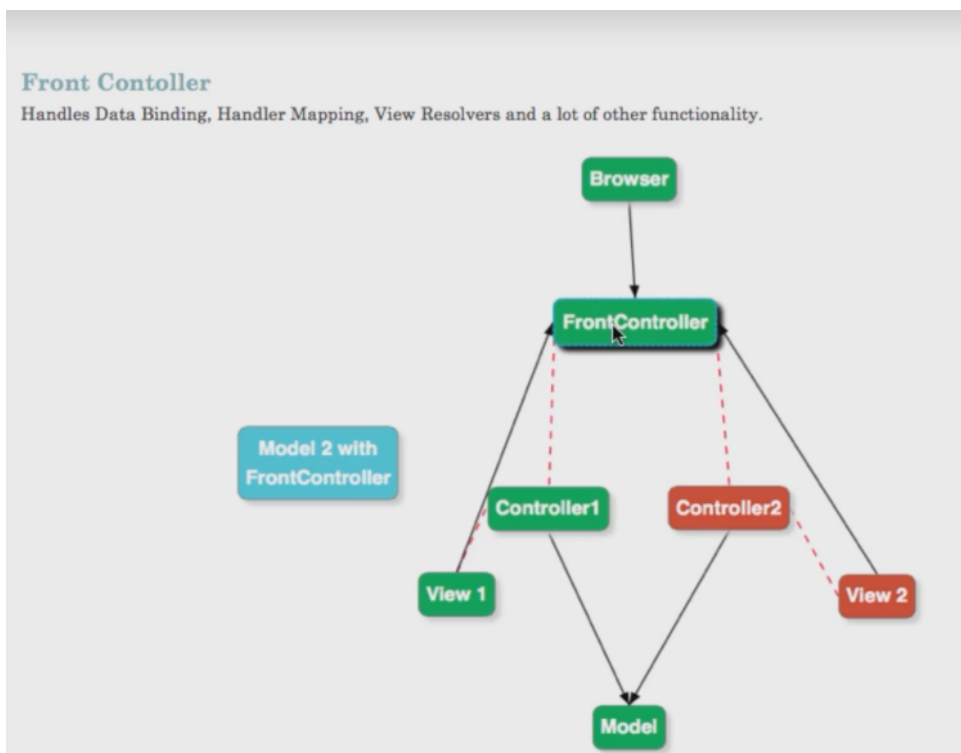 Front Contoller
Handles Data Binding, Handler Mapping, View Resolvers and a lot of other functionality.
Browser
FrontController
Model 2 with
FrontController
Controller1
Controller2
View 1
View 2
Model